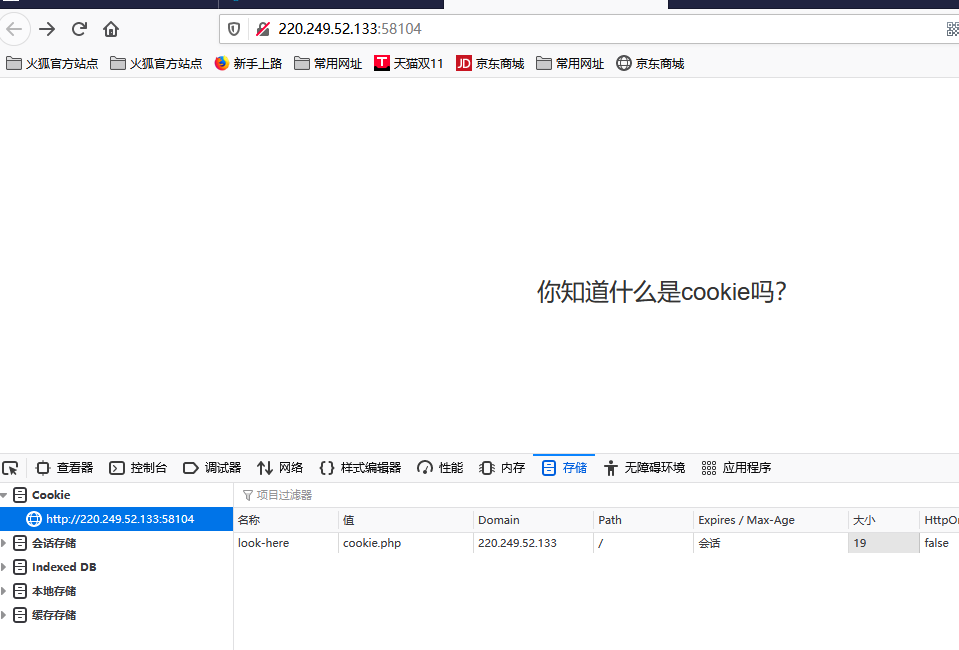 220.249.52.133:58104
火狐官方站点 火狐官方站点 新手上路 常用网址 天猫双11 JD 京东商城 常用网址 京东商城
你知道什么是cookie吗？
查看器 控制台 调试器 网络 样式编辑器 性能 内存 存储 无障碍环境 应用程序
Cookie 项目过滤器
http://220.249.52.133:58104 名称 值 Domain Path Expires / Max-Age 大小 HttpOn
会话存储 look-here cookie.php 220.249.52.133 / 会话 19 false
Indexed DB
本地存储
缓存存储